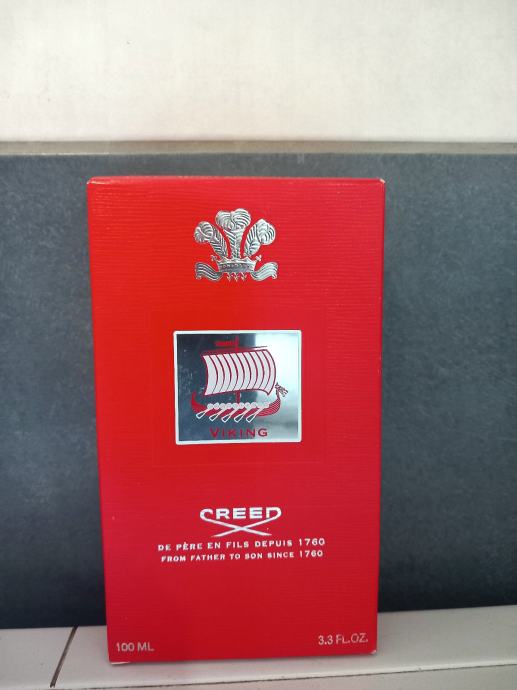 VIKING
CREED
DE PÈRE EN FILS DEPUIS 1760
FROM FATHER TO SON SINCE 1760
100 ML
3.3 FL.OZ.